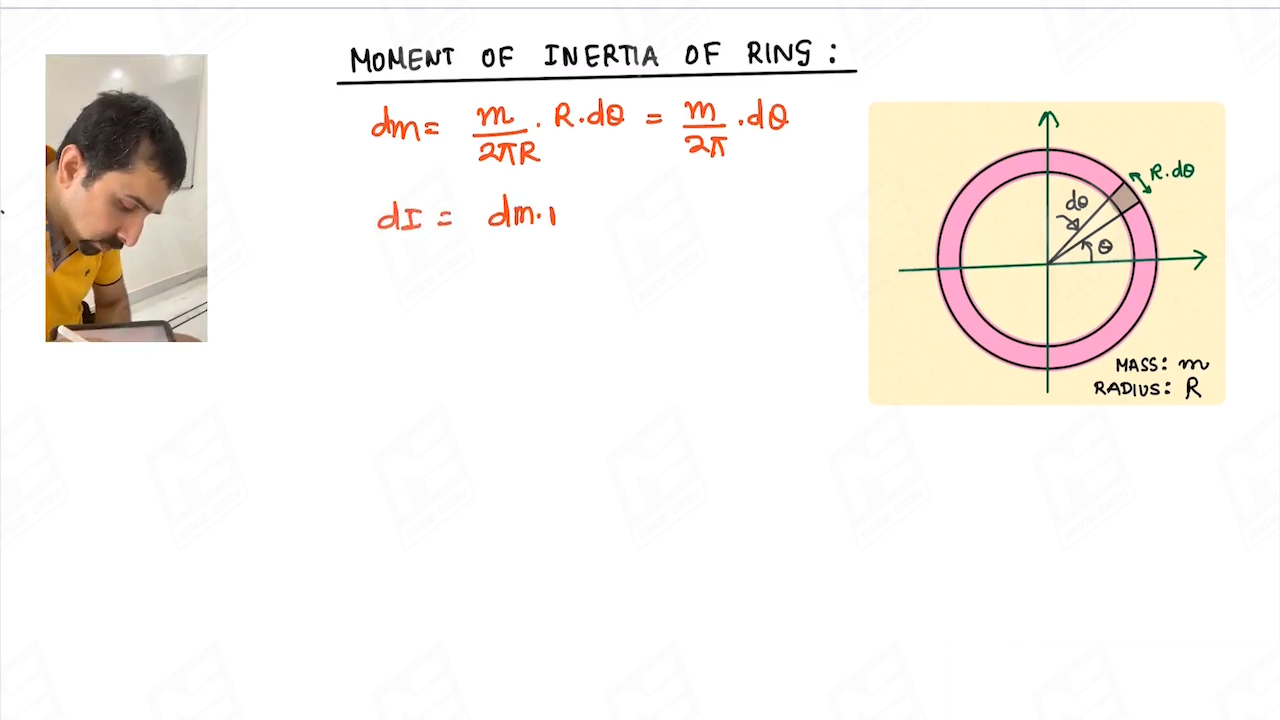 MOMENT OF INERTIA OF RING :
dm = m/2πR · R·dθ = m/2π · dθ
dI = dm·
R·dθ
dθ
θ
MASS: m
RADIUS: R